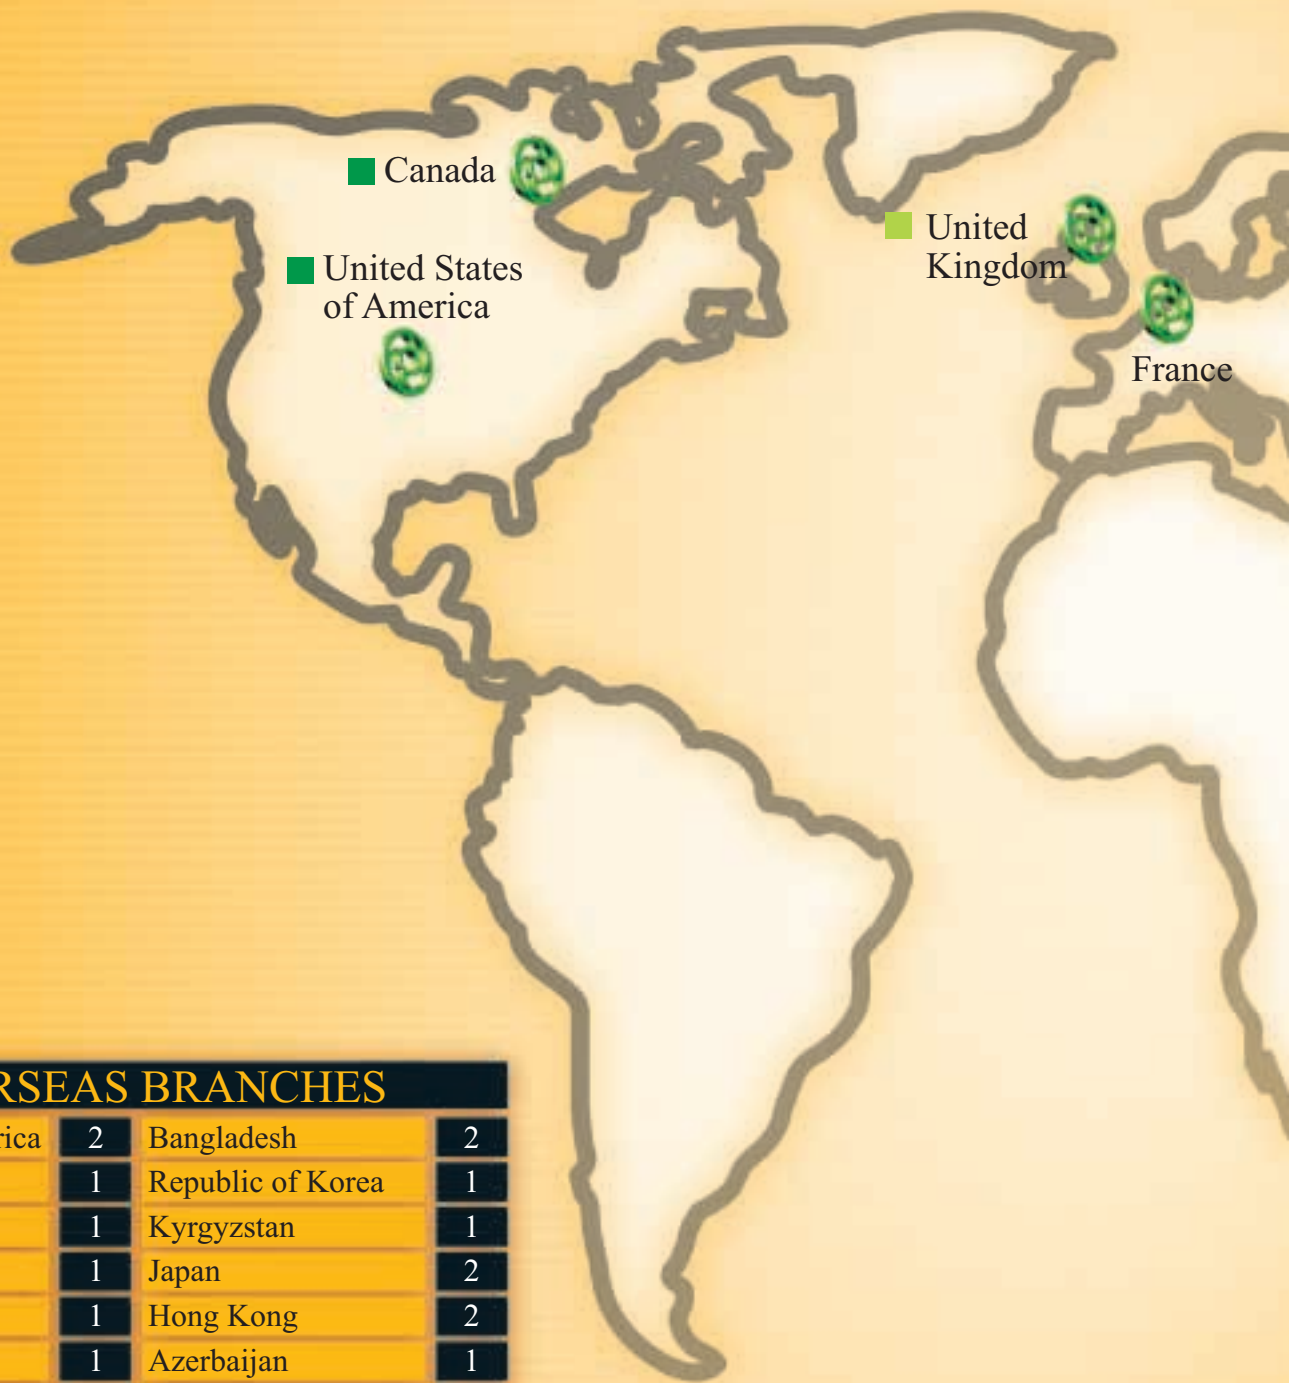 Canada
United States
of America
United
Kingdom
France
RSEAS BRANCHES
rica 2 Bangladesh 2
1 Republic of Korea 1
1 Kyrgyzstan 1
1 Japan 2
1 Hong Kong 2
1 Azerbaijan 1